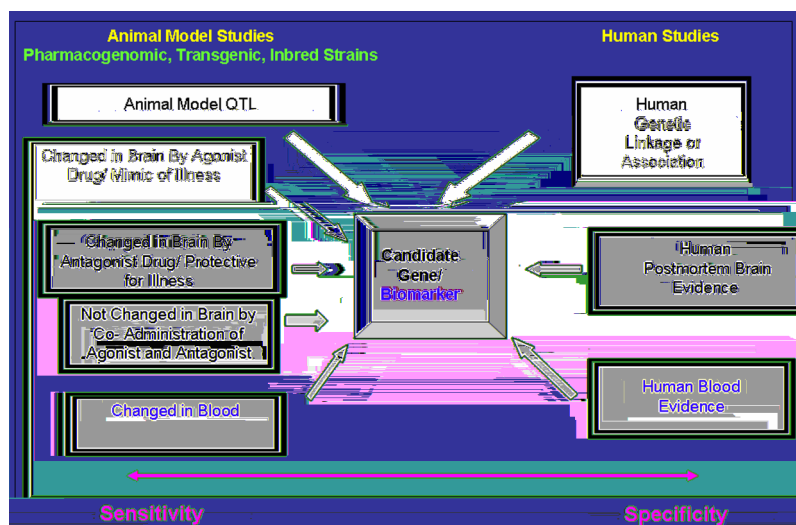 Animal Model Studies
Pharmacogenomic, Transgenic, Inbred Strains
Human Studies
Animal Model QTL
Changed in Brain By Agonist
Drug/ Mimic of Illness
Changed in Brain By
Antagonist Drug/ Protective
for Illness
Not Changed in Brain by
Co- Administration of
Agonist and Antagonist.
Changed in Blood
Candidate
Gene/
Biomarker
Human
Genetic
Linkage or
Association
Human
Postmortem Brain
Evidence
Human Blood
Evidence
Sensitivity
Specificity